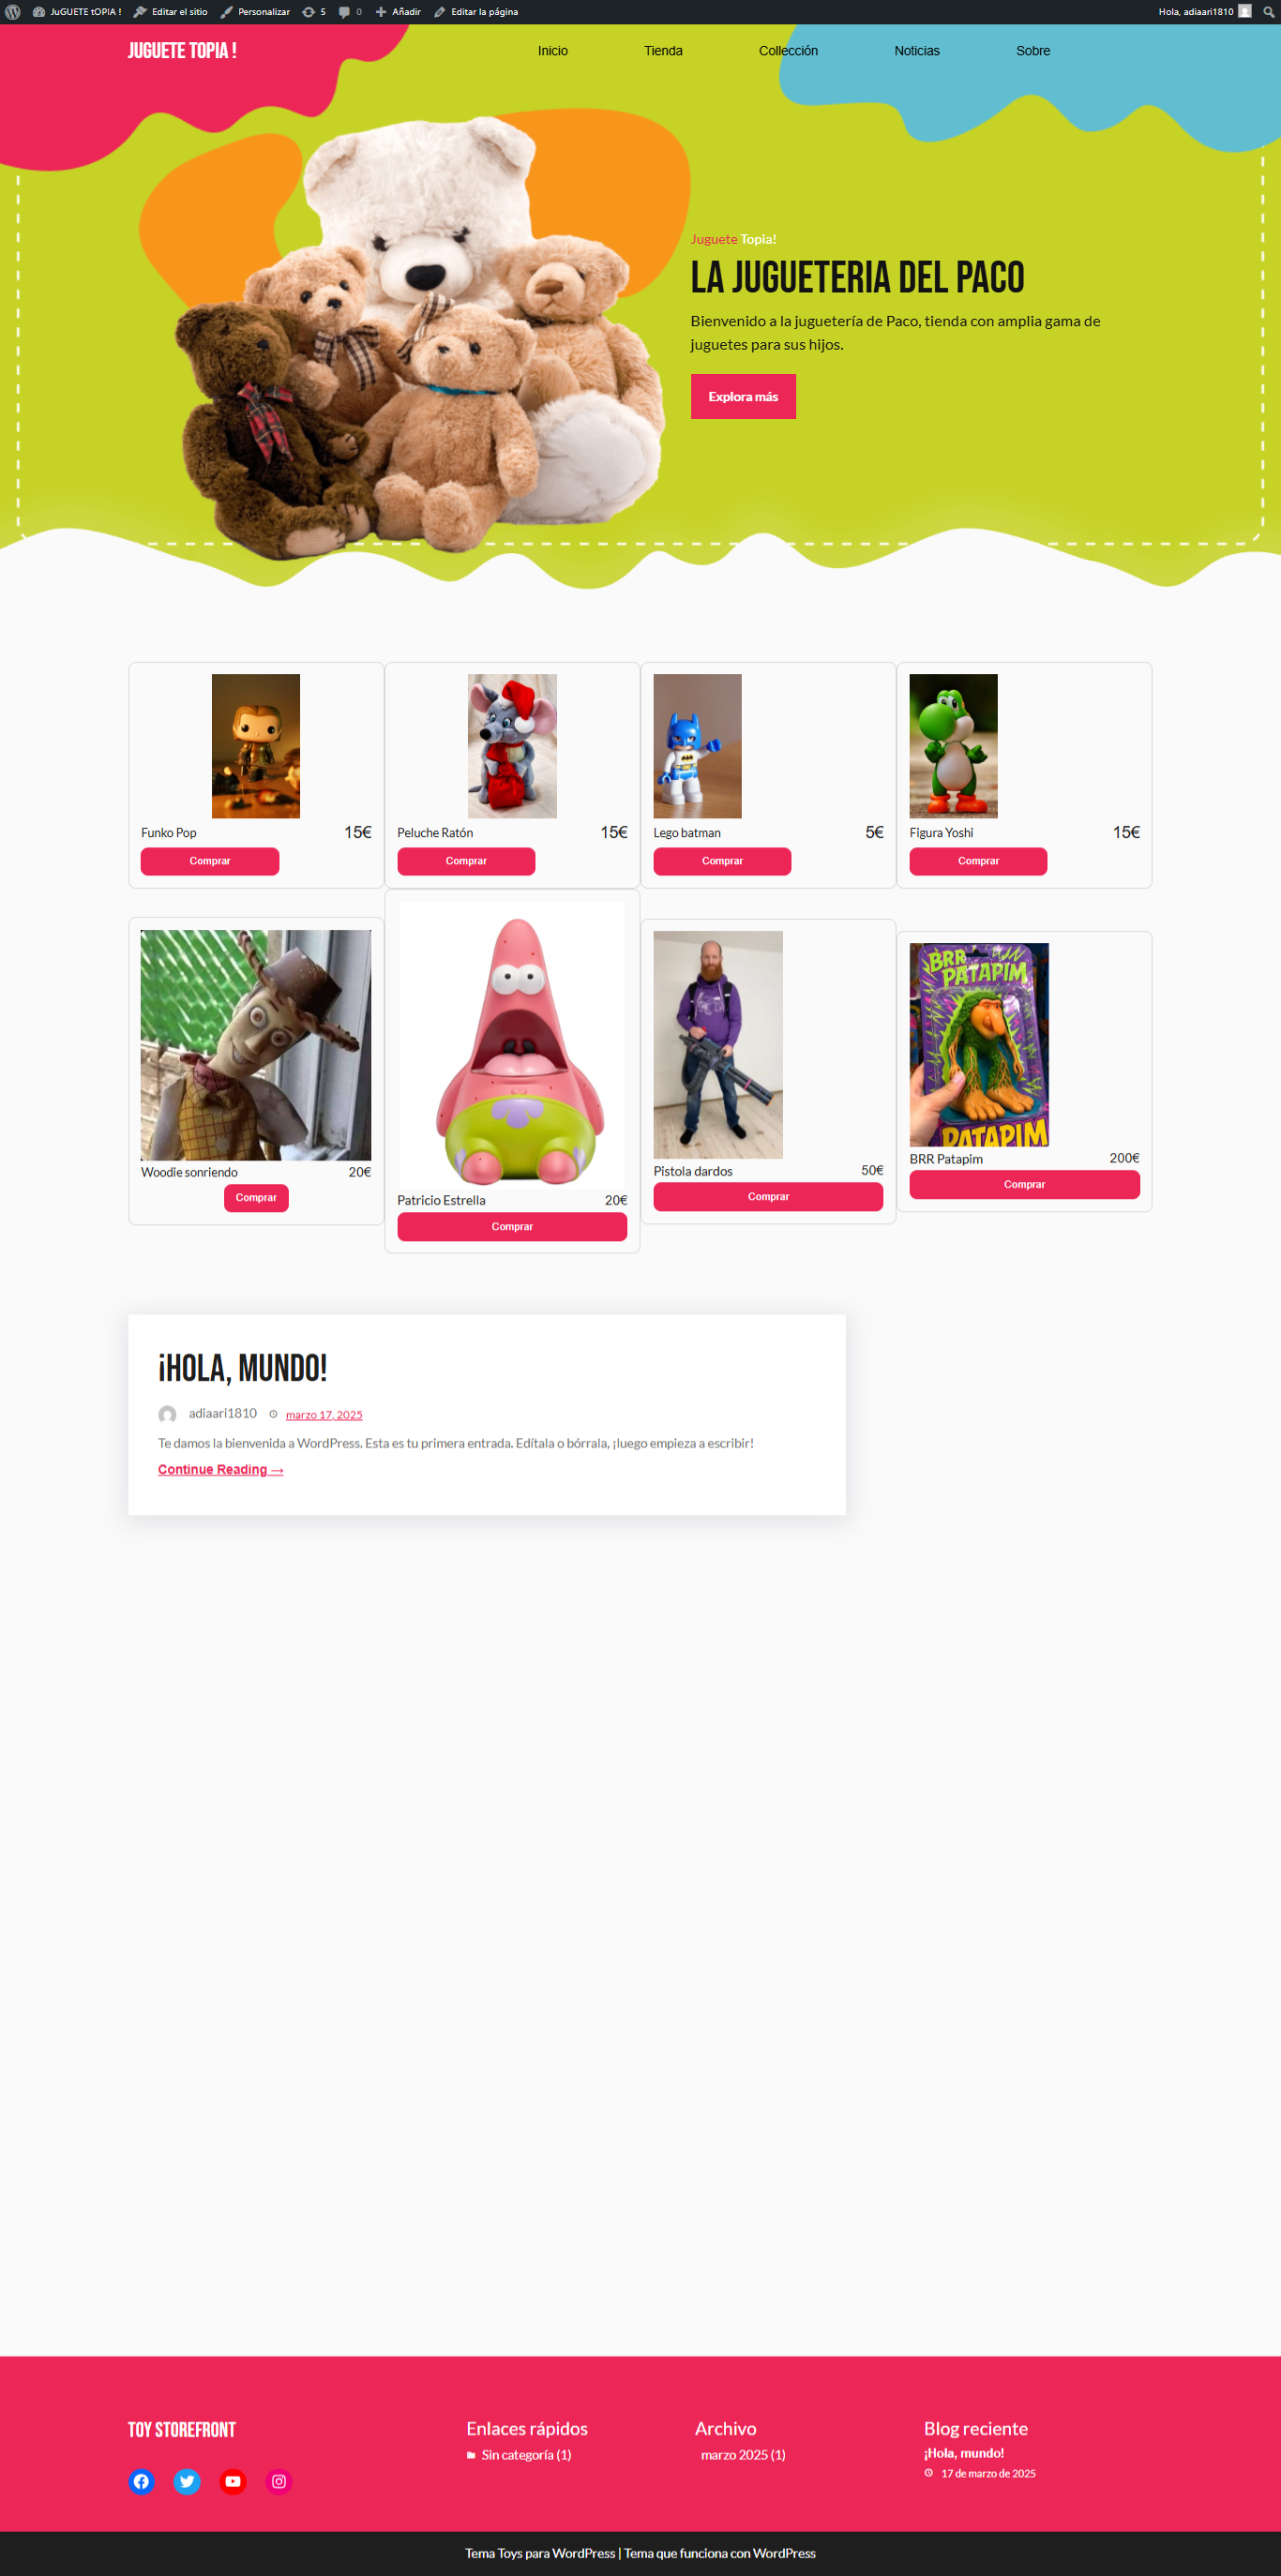 JuGUETE tOPIA !
Editar el sitio
Personalizar
5
0
Añadir
Editar la página
Hola, adiaari1810
JUGUETE TOPIA !
Inicio
Tienda
Collección
Noticias
Sobre
Juguete Topia!
LA JUGUETERIA DEL PACO
Bienvenido a la juguetería de Paco, tienda con amplia gama de
juguetes para sus hijos.
Explora más
Funko Pop 15€
Comprar
Peluche Ratón 15€
Comprar
Lego batman 5€
Comprar
Figura Yoshi 15€
Comprar
Woodie sonriendo 20€
Comprar
Patricio Estrella 20€
Comprar
Pistola dardos 50€
Comprar
BRR
PATAPIM
PATAPIM
BRR Patapim 200€
Comprar
¡HOLA, MUNDO!
adiaari1810 marzo 17, 2025
Te damos la bienvenida a WordPress. Esta es tu primera entrada. Edítala o bórrala, ¡luego empieza a escribir!
Continue Reading →
TOY STOREFRONT
Enlaces rápidos
Sin categoría (1)
Archivo
marzo 2025 (1)
Blog reciente
¡Hola, mundo!
17 de marzo de 2025
Tema Toys para WordPress | Tema que funciona con WordPress